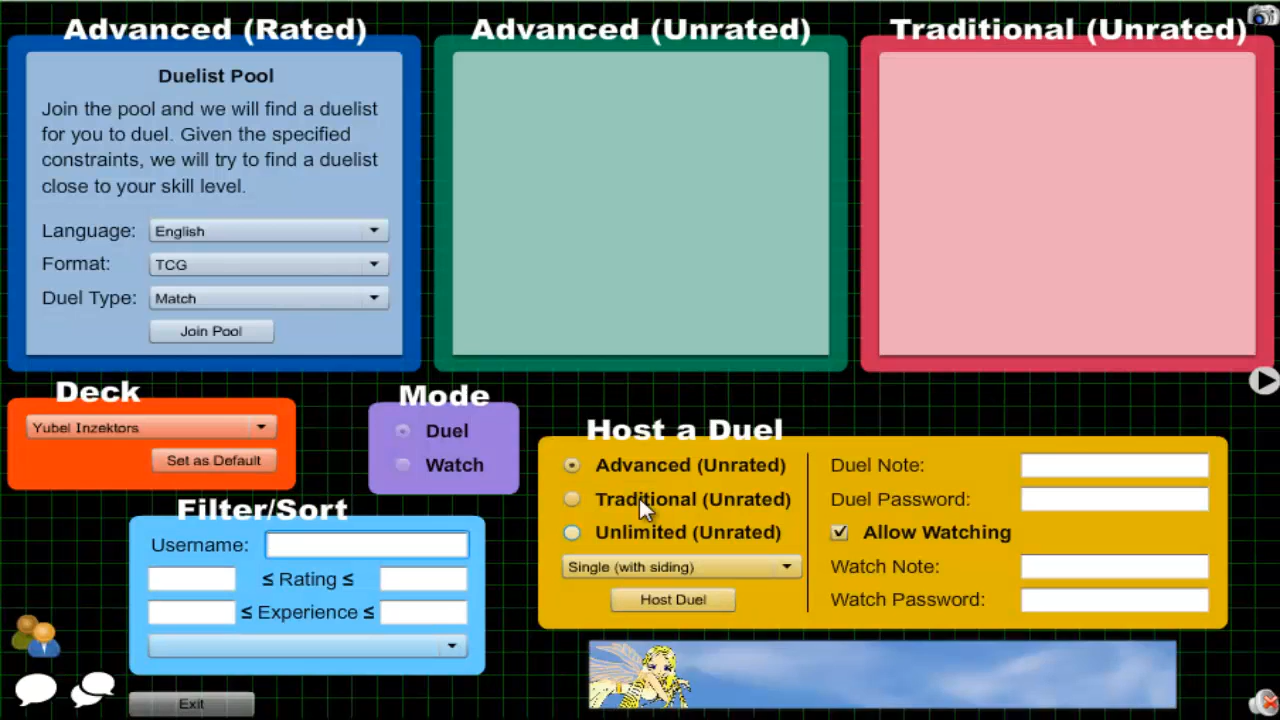 Advanced (Rated)
Duelist Pool
Join the pool and we will find a duelist
for you to duel. Given the specified
constraints, we will try to find a duelist
close to your skill level.
Language: English
Format: TCG
Duel Type: Match
Join Pool
Advanced (Unrated)
Traditional (Unrated)
Deck
Yubel Inzektors
Set as Default
Mode
Duel
Watch
Filter/Sort
Username:
≤ Rating ≤
≤ Experience ≤
Exit
Host a Duel
Advanced (Unrated)
Traditional (Unrated)
Unlimited (Unrated)
Single (with siding)
Host Duel
Duel Note:
Duel Password:
Allow Watching
Watch Note:
Watch Password: